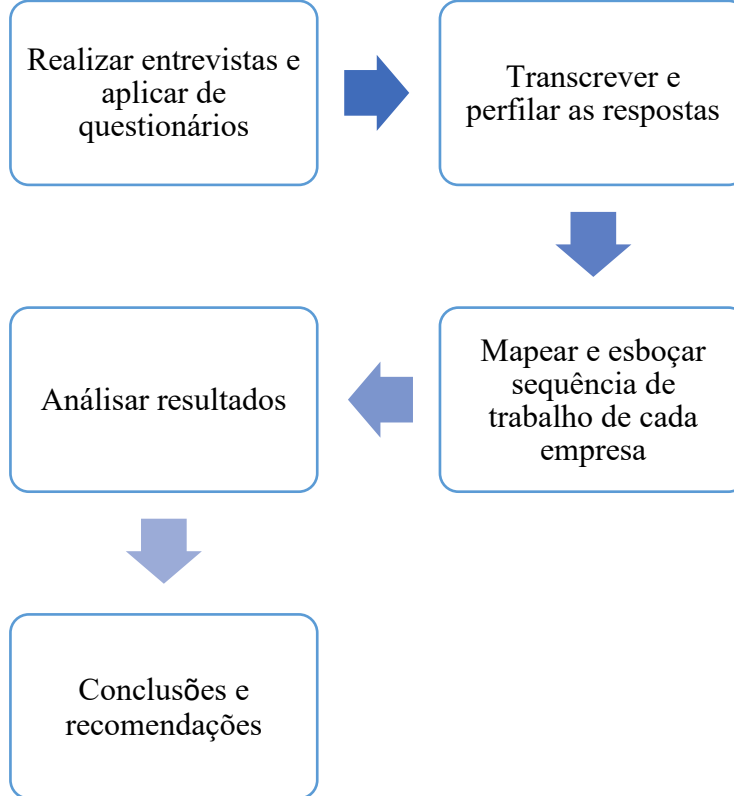 Realizar entrevistas e
aplicar de
questionários
Transcrever e
perfilar as respostas
Mapear e esboçar
sequência de
trabalho de cada
empresa
Análisar resultados
Conclusões e
recomendações